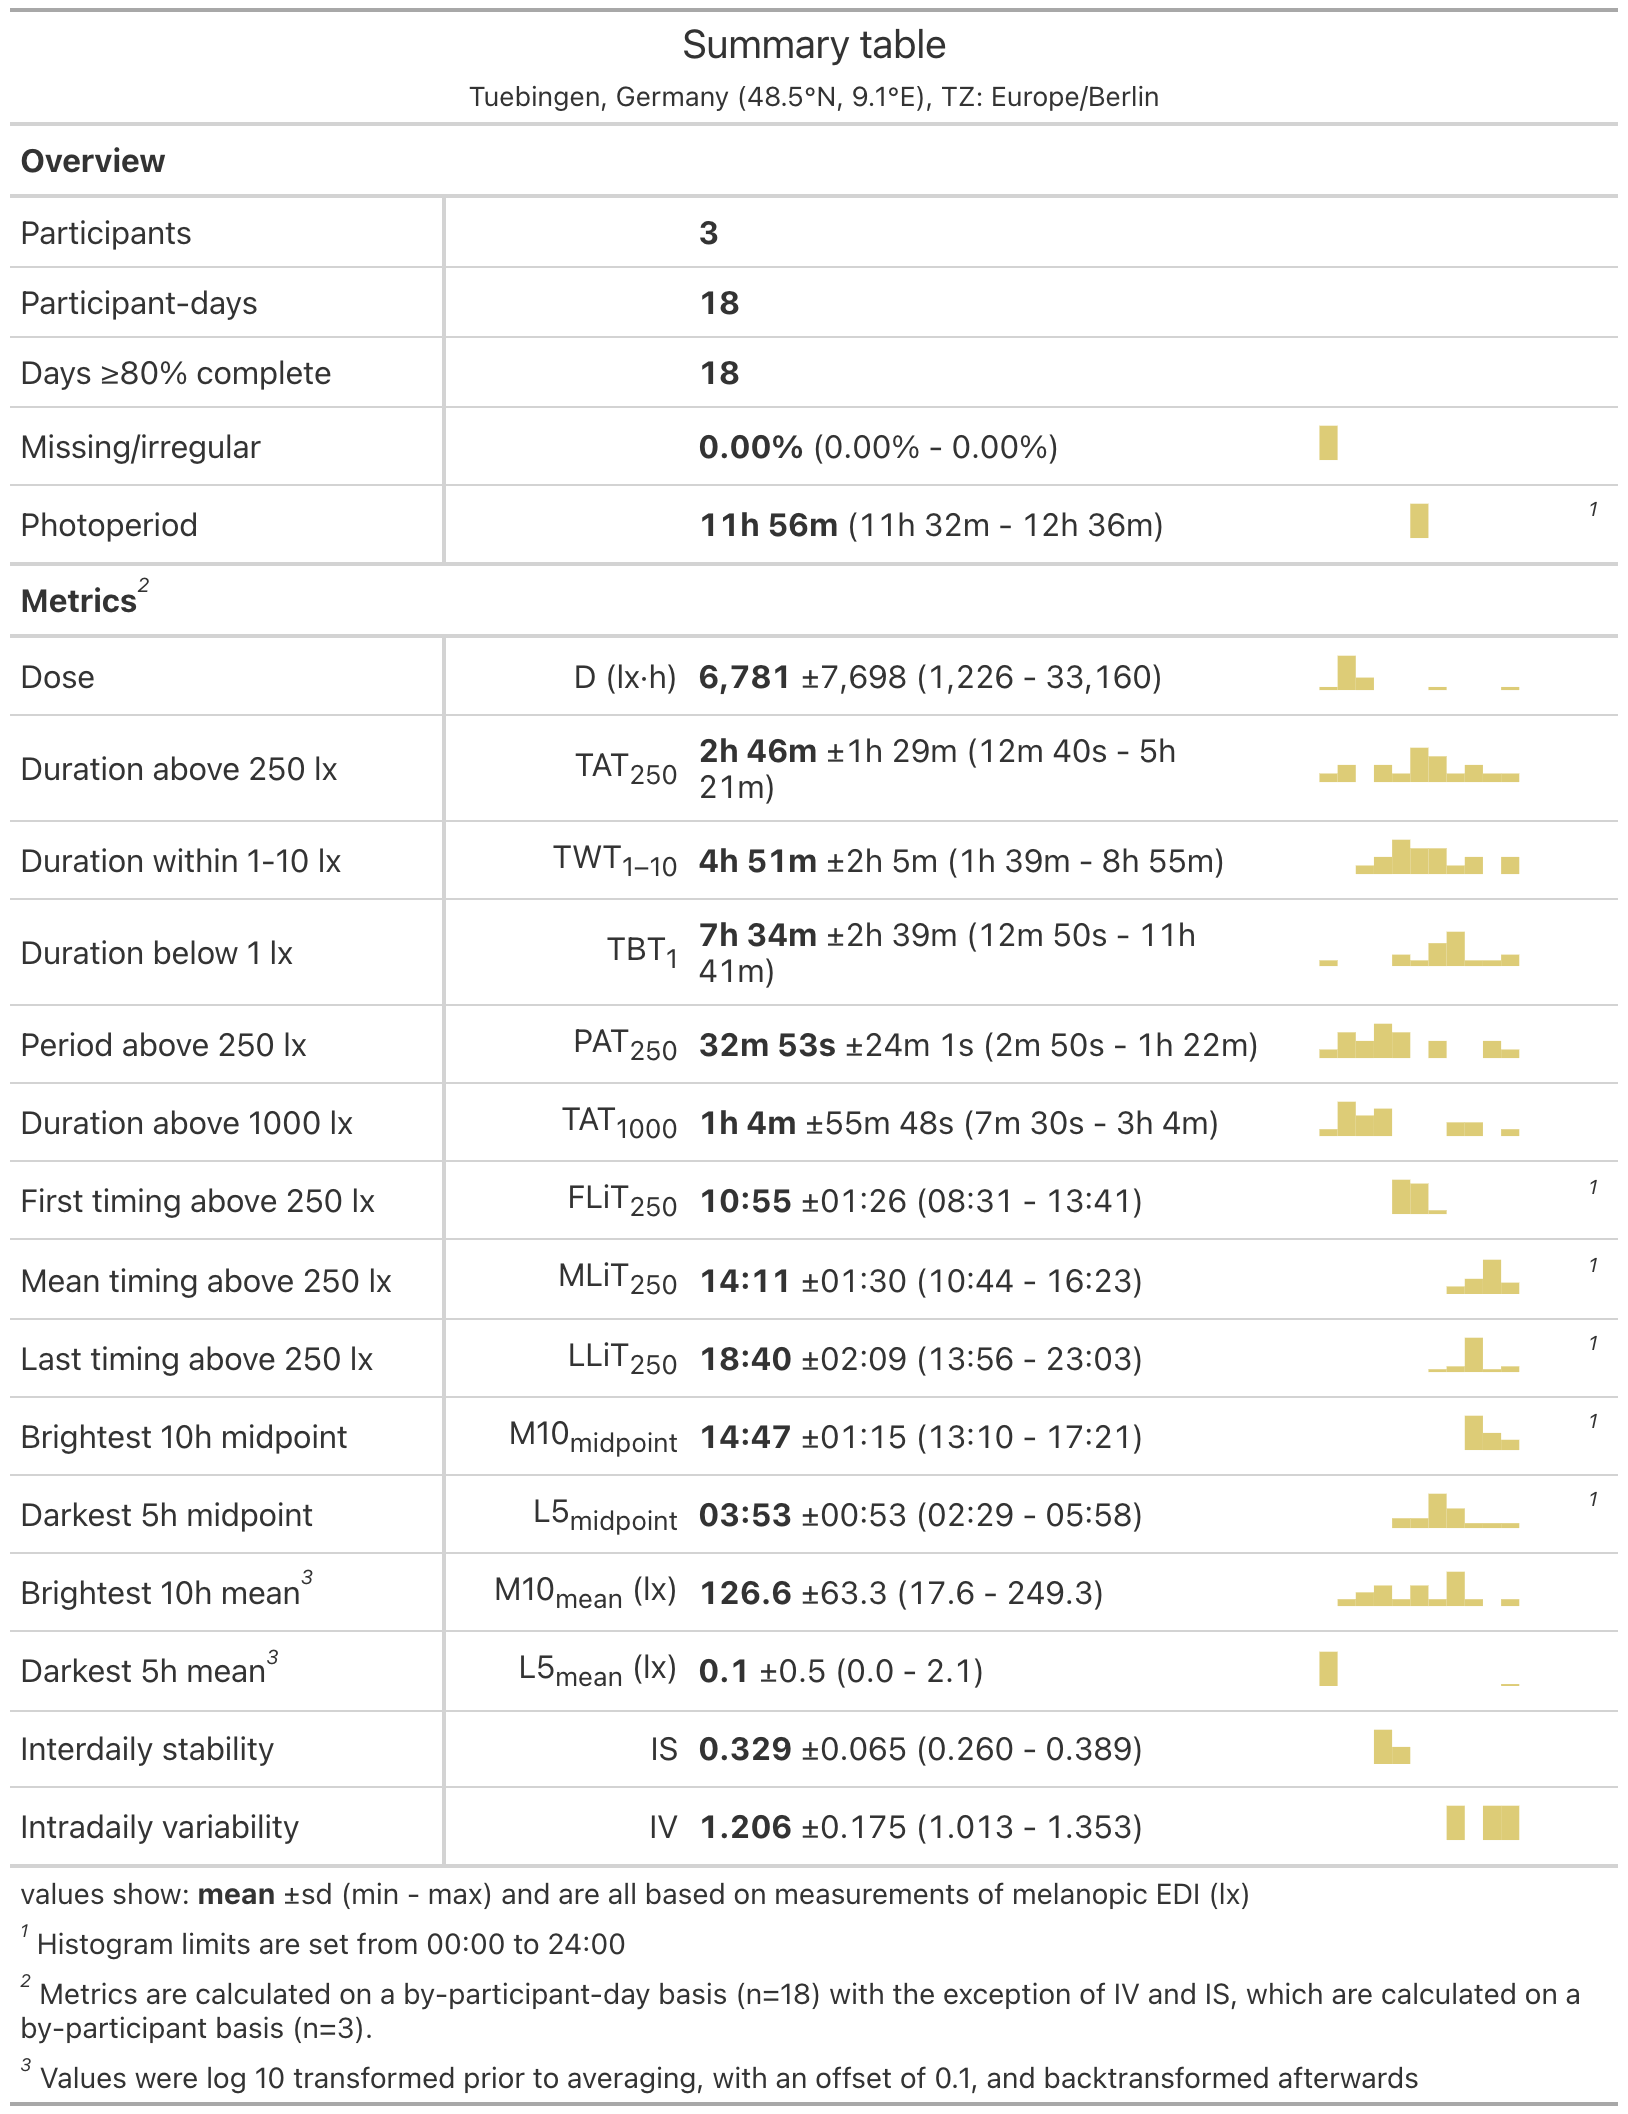 Summary table
Tuebingen, Germany (48.5°N, 9.1°E), TZ: Europe/Berlin
Overview
Participants 3
Participant-days 18
Days ≥80% complete 18
Missing/irregular 0.00% (0.00% - 0.00%)
Photoperiod 11h 56m (11h 32m - 12h 36m) 1
Metrics2
Dose D (lx·h) 6,781 ±7,698 (1,226 - 33,160)
Duration above 250 lx TAT250 2h 46m ±1h 29m (12m 40s - 5h
21m)
Duration within 1-10 lx TWT1–10 4h 51m ±2h 5m (1h 39m - 8h 55m)
Duration below 1 lx TBT1 7h 34m ±2h 39m (12m 50s - 11h
41m)
Period above 250 lx PAT250 32m 53s ±24m 1s (2m 50s - 1h 22m)
Duration above 1000 lx TAT1000 1h 4m ±55m 48s (7m 30s - 3h 4m)
First timing above 250 lx FLiT250 10:55 ±01:26 (08:31 - 13:41) 1
Mean timing above 250 lx MLiT250 14:11 ±01:30 (10:44 - 16:23) 1
Last timing above 250 lx LLiT250 18:40 ±02:09 (13:56 - 23:03) 1
Brightest 10h midpoint M10midpoint 14:47 ±01:15 (13:10 - 17:21) 1
Darkest 5h midpoint L5midpoint 03:53 ±00:53 (02:29 - 05:58) 1
Brightest 10h mean3 M10mean (lx) 126.6 ±63.3 (17.6 - 249.3)
Darkest 5h mean3 L5mean (lx) 0.1 ±0.5 (0.0 - 2.1)
Interdaily stability IS 0.329 ±0.065 (0.260 - 0.389)
Intradaily variability IV 1.206 ±0.175 (1.013 - 1.353)
values show: mean ±sd (min - max) and are all based on measurements of melanopic EDI (lx)
1 Histogram limits are set from 00:00 to 24:00
2 Metrics are calculated on a by-participant-day basis (n=18) with the exception of IV and IS, which are calculated on a
by-participant basis (n=3).
3 Values were log 10 transformed prior to averaging, with an offset of 0.1, and backtransformed afterwards